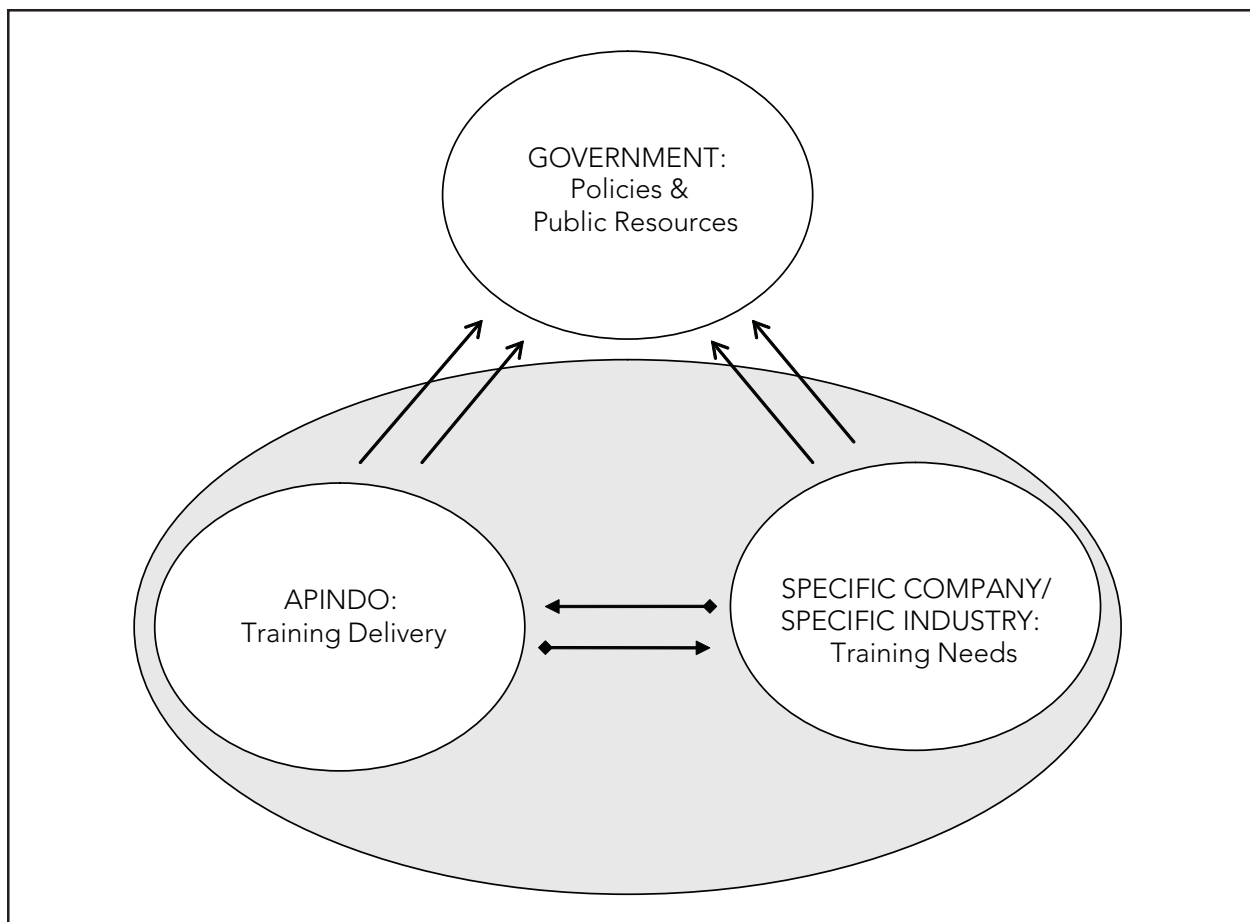 GOVERNMENT:
Policies &
Public Resources
APINDO:
Training Delivery
SPECIFIC COMPANY/
SPECIFIC INDUSTRY:
Training Needs